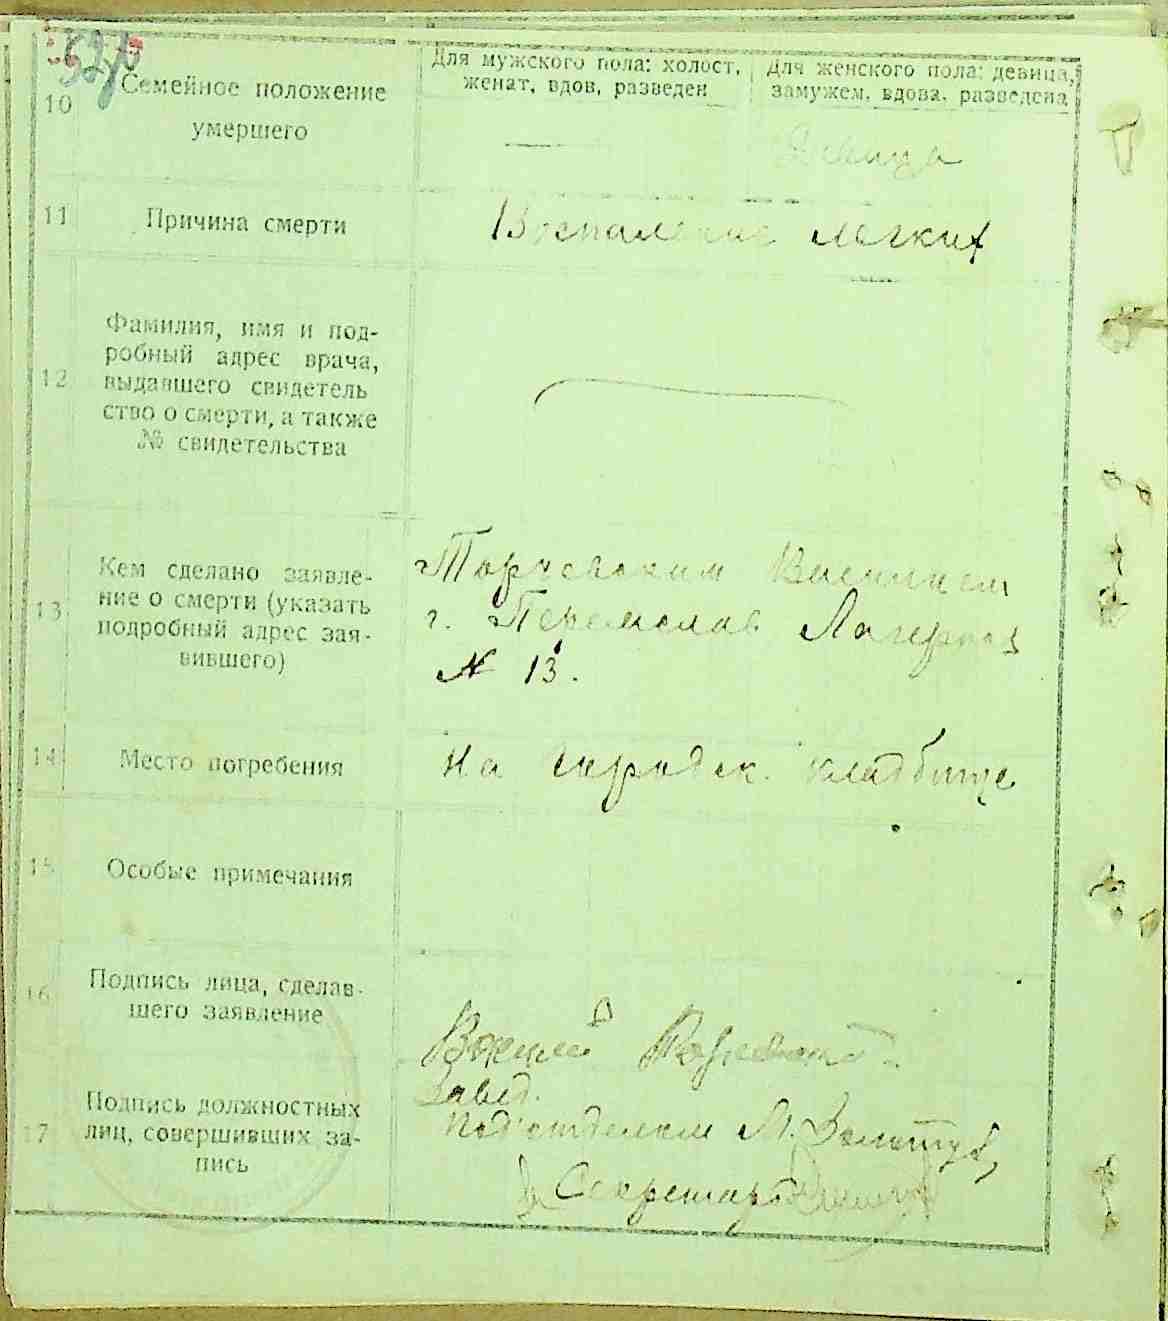 Для мужского пола: холост,
женат, вдов, разведен
Для женского пола: девица,
замужем, вдова, разведена
10
Семейное положение
умершего
Девица
11
Причина смерти
Воспаление легких
12
Фамилия, имя и под-
робный адрес врача,
выдавшего свидетель
ство о смерти, а также
№ свидетельства
13
Кем сделано заявле-
ние о смерти (указать
подробный адрес зая-
вившего)
г.
№ 13.
14
Место погребения
на городск. кладбище
15
Особые примечания
16
Подпись лица, сделав-
шего заявление
17
Подпись должностных
лиц, совершивших за-
пись
Завед.
Под'отделом
Секретарь